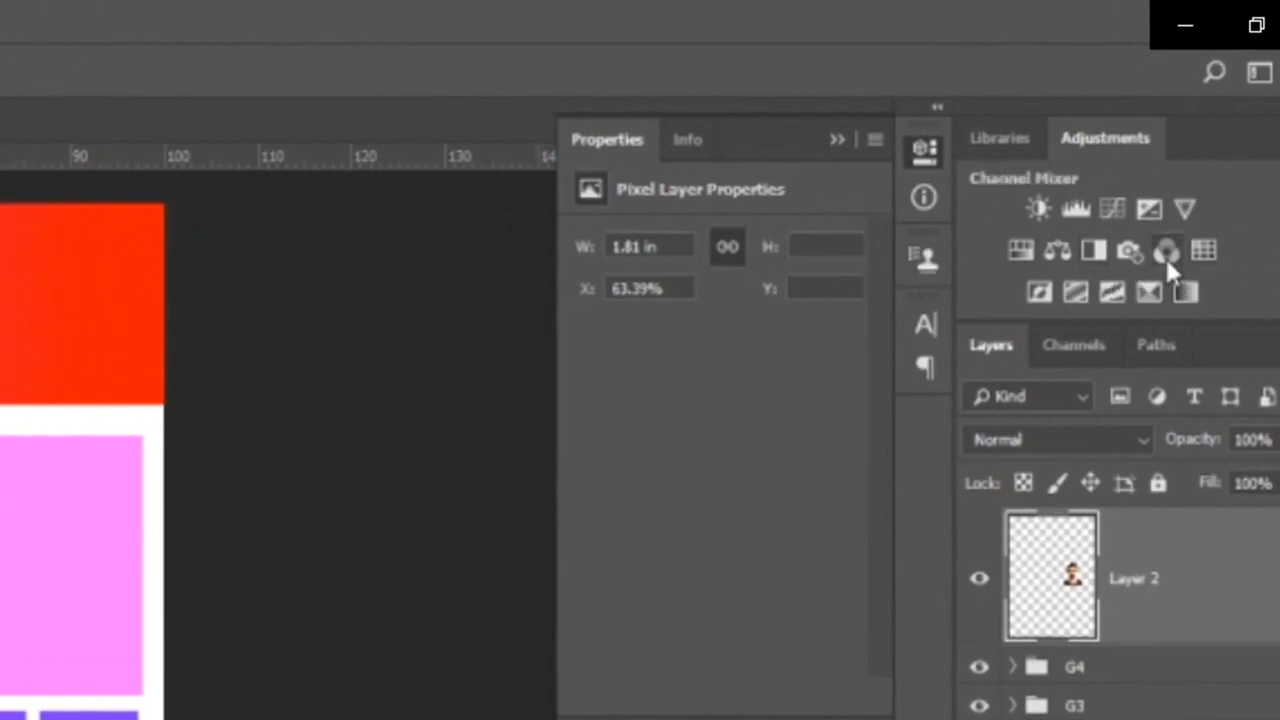 90 100 110 120 130 14
Properties Info
Pixel Layer Properties
W: 1.81 in H:
X: 63.39% Y:
Libraries Adjustments
Channel Mixer
Layers Channels Paths
Kind
Normal Opacity: 100%
Lock: Fill: 100%
Layer 2
G4
G3